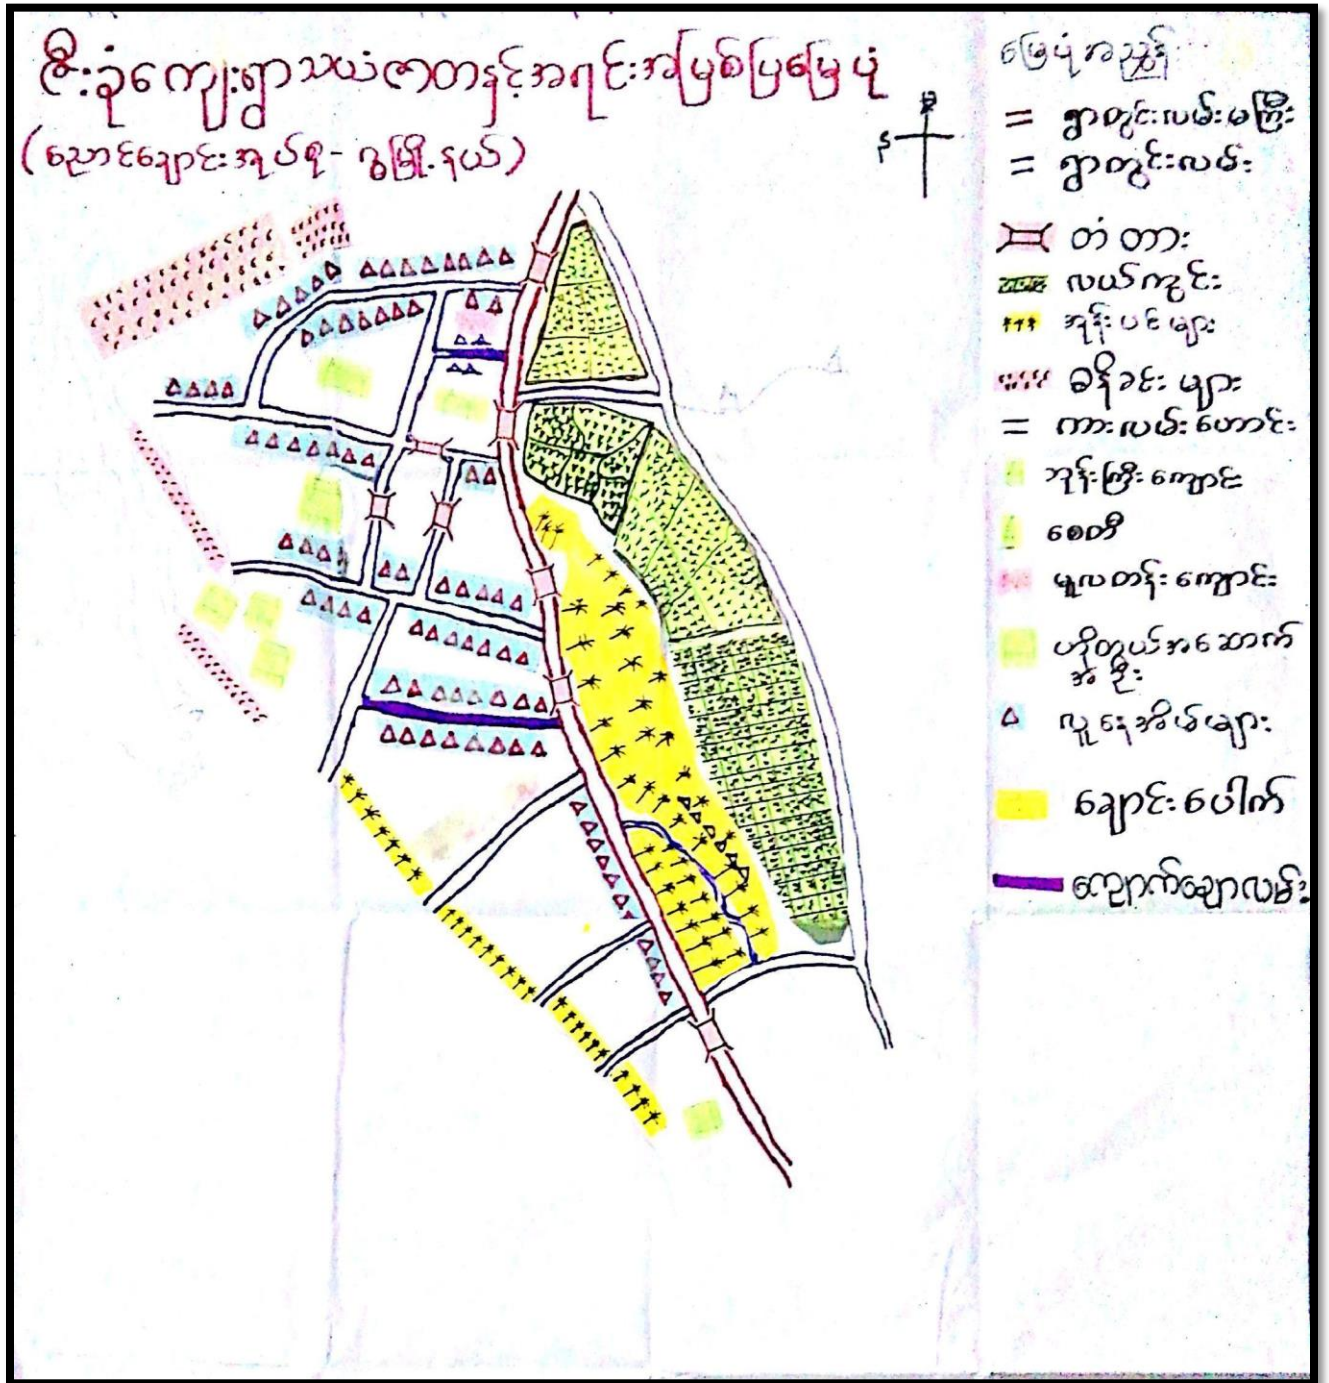 ဇီးခုံကျေးရွာသယံဇာတနှင့်အရင်းအမြစ်ပြမြေပုံ
(ညောင်ချောင်းအုပ်စု - ဂွမြို့နယ်)
မြေပုံအညွှန်း
= ရွာတွင်းလမ်းမကြီး
= ရွာတွင်းလမ်း
တံတား
လယ်ကွင်း
အုန်းပင်များ
ဓနိခင်းများ
= ကားလမ်းဟောင်း
ဘုန်းကြီးကျောင်း
စေတီ
မူလတန်းကျောင်း
ဟိုတယ်အဆောက်
အဦး
လူနေအိမ်များ
ချောင်းပေါက်
ကျောက်ချောလမ်း